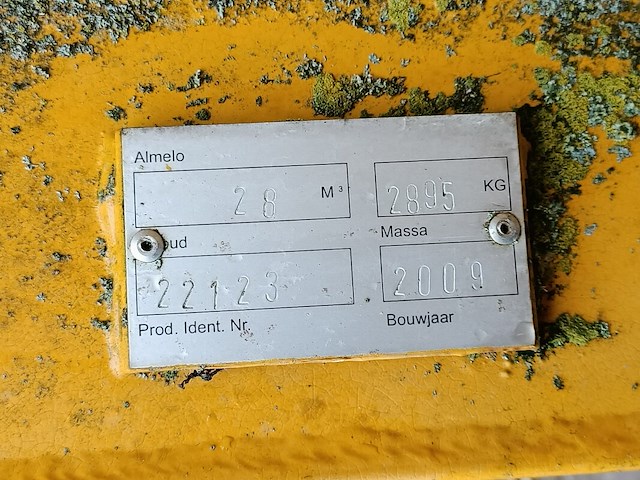 Almelo
28 M³ 2895 KG
oud Massa
22123 2009
Prod. Ident. Nr. Bouwjaar